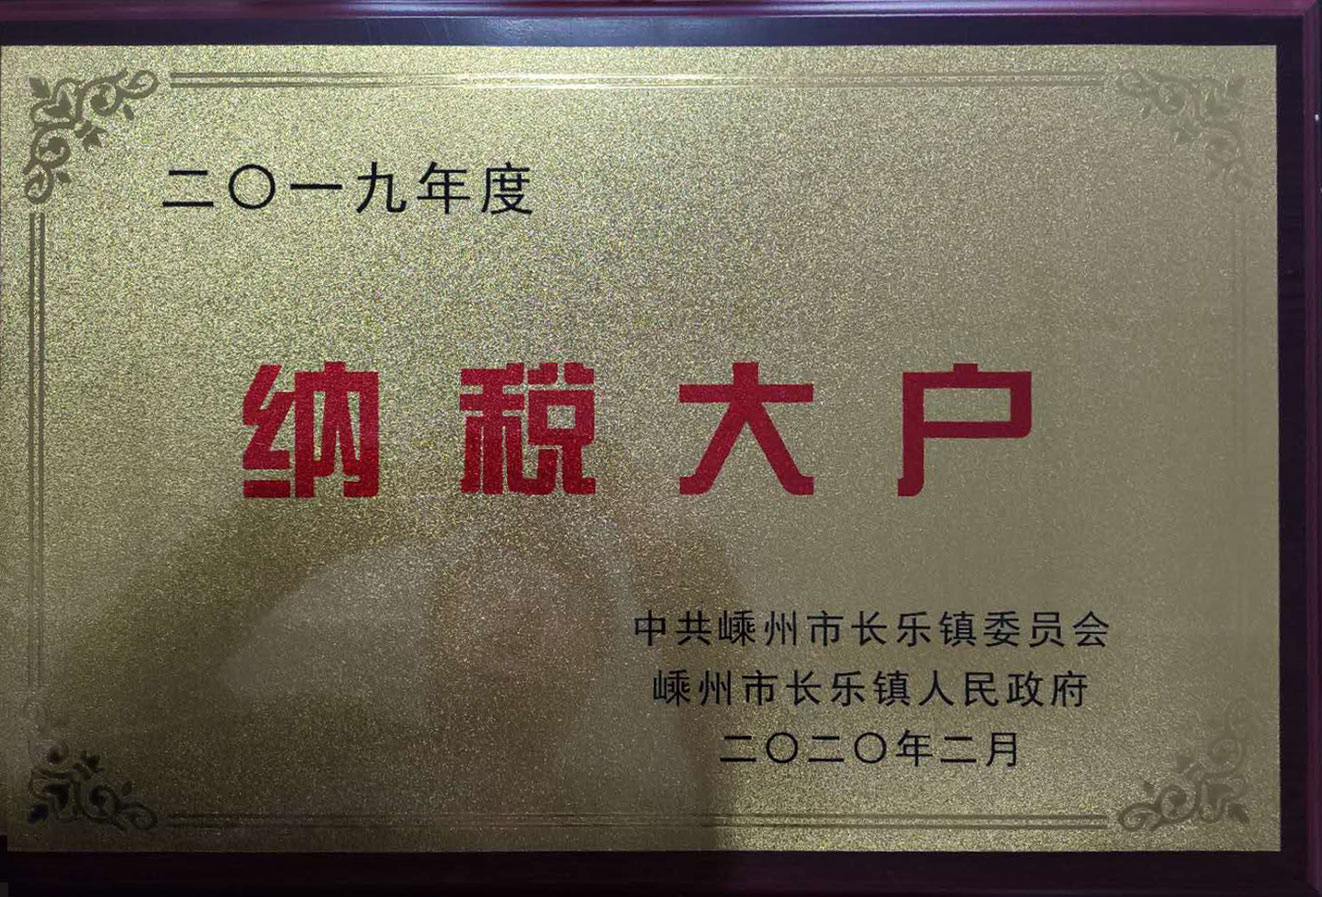 二〇一九年度
纳税大户
中共嵊州市长乐镇委员会
嵊州市长乐镇人民政府
二〇二〇年二月